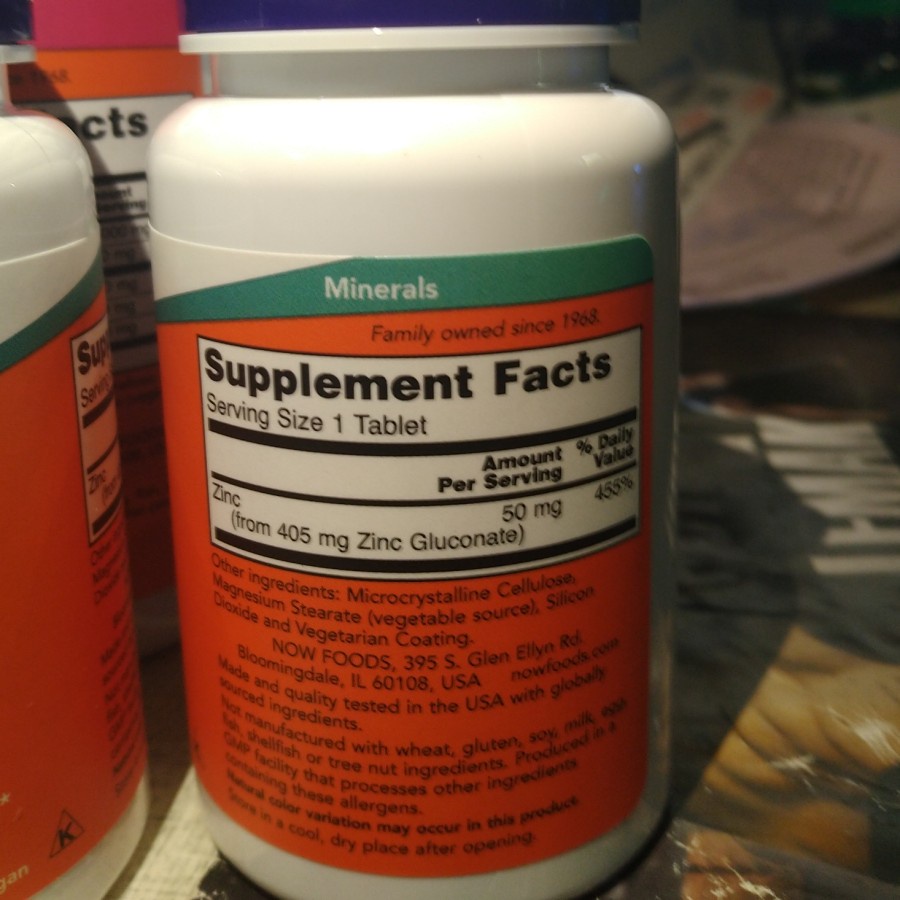 Minerals
Family owned since 1968.
Supplement Facts
Serving Size 1 Tablet
Amount Per Serving
% Daily Value
Zinc 50 mg 455%
(from 405 mg Zinc Gluconate)
Other ingredients: Microcrystalline Cellulose,
Magnesium Stearate (vegetable source), Silicon
Dioxide and Vegetarian Coating.
NOW FOODS, 395 S. Glen Ellyn Rd.
Bloomingdale, IL 60108, USA nowfoods.com
Made and quality tested in the USA with globally
sourced ingredients.
Not manufactured with wheat, gluten, soy, milk, egg,
fish, shellfish or tree nut ingredients. Produced in a
GMP facility that processes other ingredients
containing these allergens.
Natural color variation may occur in this product.
Store in a cool, dry place after opening.
cts
Sup
Serving
Zinc
K
gan